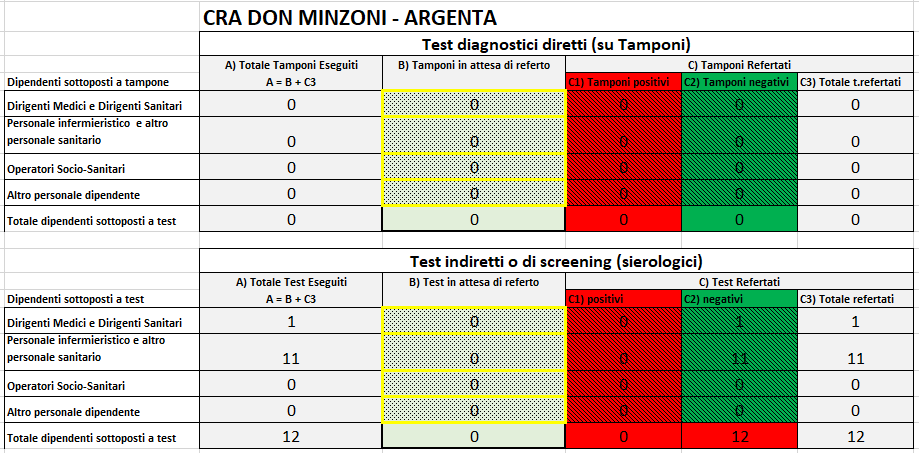 CRA DON MINZONI - ARGENTA
Test diagnostici diretti (su Tamponi)
A) Totale Tamponi Eseguiti B) Tamponi in attesa di referto C) Tamponi Refertati
Dipendenti sottoposti a tampone A = B + C3 C1) Tamponi positivi C2) Tamponi negativi C3) Totale t.refertati
Dirigenti Medici e Dirigenti Sanitari 0 0 0 0 0
Personale infermieristico e altro
personale sanitario 0 0 0 0 0
Operatori Socio-Sanitari 0 0 0 0 0
Altro personale dipendente 0 0 0 0 0
Totale dipendenti sottoposti a test 0 0 0 0 0
Test indiretti o di screening (sierologici)
A) Totale Test Eseguiti B) Test in attesa di referto C) Test Refertati
Dipendenti sottoposti a test A = B + C3 C1) positivi C2) negativi C3) Totale refertati
Dirigenti Medici e Dirigenti Sanitari 1 0 0 1 1
Personale infermieristico e altro
personale sanitario 11 0 0 11 11
Operatori Socio-Sanitari 0 0 0 0 0
Altro personale dipendente 0 0 0 0 0
Totale dipendenti sottoposti a test 12 0 0 12 12